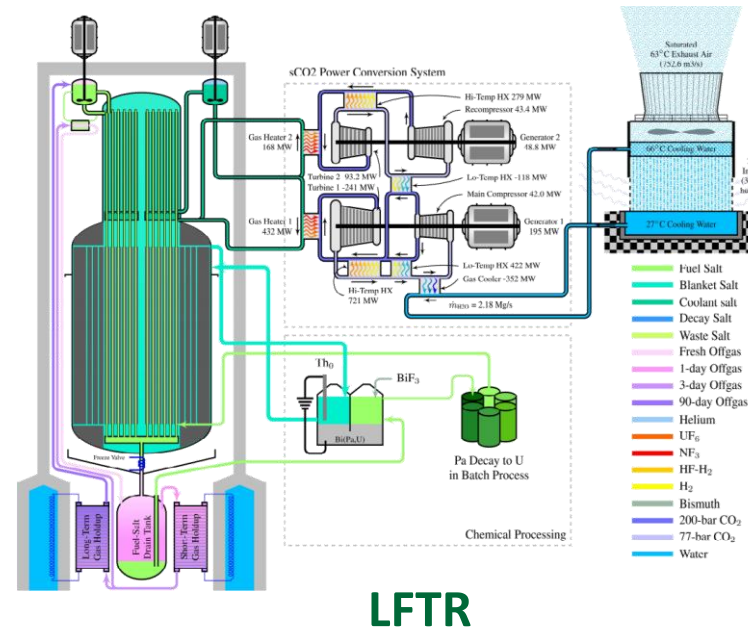 Saturated
63°C Exhaust Air
(752.6 m3/s)
sCO2 Power Conversion System
Hi-Temp HX 279 MW
Recompressor 43.4 MW
Gas Heater 2
168 MW
Generator 2
48.8 MW
66°C Cooling Water
Turbine 2 93.2 MW
Turbine 1 -241 MW
Lo-Temp HX -118 MW
Main Compressor 42.0 MW
In
(3
hu
Gas Heater 1
432 MW
Generator 1
195 MW
27°C Cooling Water
Lo-Temp HX 422 MW
Gas Cooler -352 MW
Hi-Temp HX
721 MW
ṁH2O = 2.18 Mg/s
Fuel Salt
Blanket Salt
Coolant salt
Decay Salt
Waste Salt
Fresh Offgas
1-day Offgas
3-day Offgas
90-day Offgas
Helium
UF6
NF3
HF-H2
H2
Bismuth
200-bar CO2
77-bar CO2
Water
Th0
BiF3
Bi(Pa,U)
Pa Decay to U
in Batch Process
Chemical Processing
Freeze Valve
Long-Term
Gas Holdup
Fuel-Salt
Drain Tank
Short-Term
Gas Holdup
LFTR